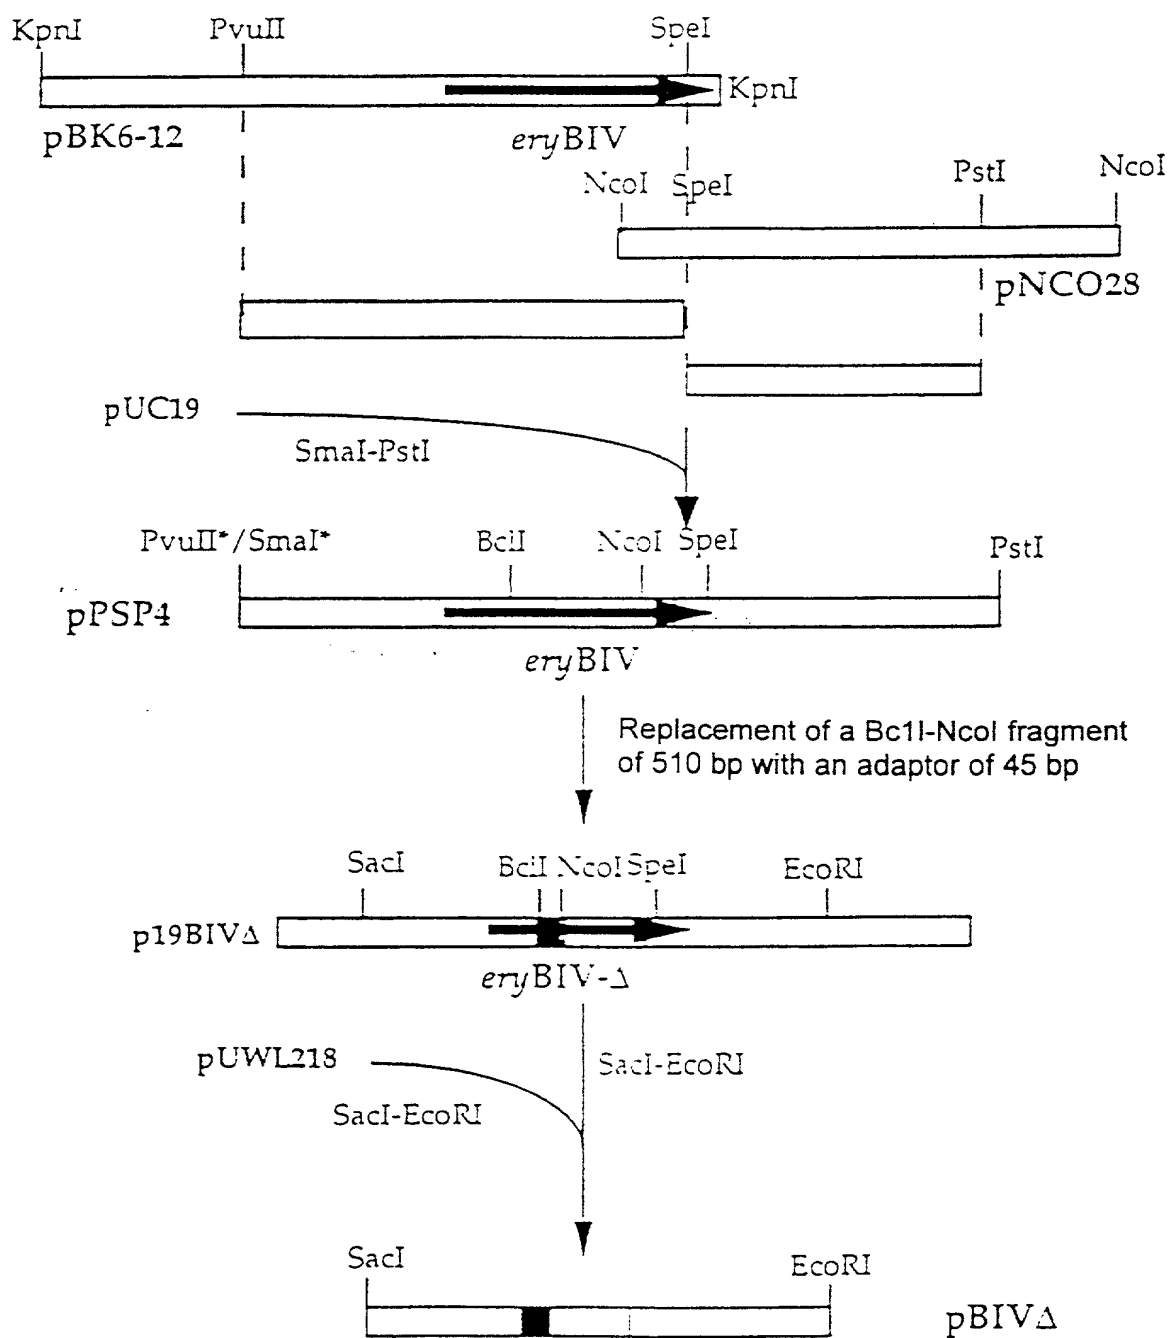 KpnI PvuII SpeI
KpnI
pBK6-12 eryBIV
NcoI SpeI PstI NcoI
pNCO28
pUC19
SmaI-PstI
PvuII*/SmaI* BclI NcoI SpeI PstI
pPSP4
eryBIV
Replacement of a Bc1I-NcoI fragment
of 510 bp with an adaptor of 45 bp
SacI BclI NcoI SpeI EcoRI
p19BIVΔ
eryBIV-Δ
pUWL218 SacI-EcoRI
SacI-EcoRI
SacI EcoRI
pBIVΔ